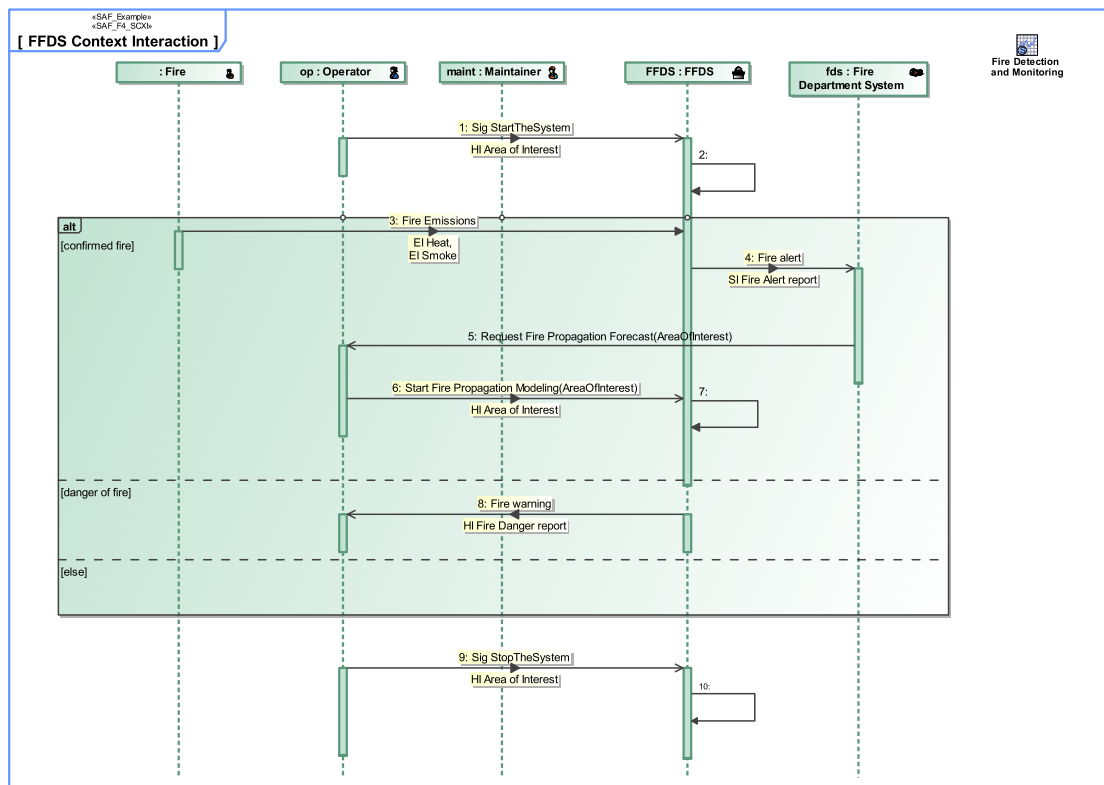 «SAF_Example»
«SAF_F4_SCXI»
[ FFDS Context Interaction ]
Fire Detection
and Monitoring
: Fire
op : Operator
maint : Maintainer
FFDS : FFDS
fds : Fire
Department System
1: Sig StartTheSystem
HI Area of Interest
2:
alt
[confirmed fire]
3: Fire Emissions
EI Heat,
EI Smoke
4: Fire alert
SI Fire Alert report
5: Request Fire Propagation Forecast(AreaOfInterest)
6: Start Fire Propagation Modeling(AreaOfInterest)
HI Area of Interest
7:
[danger of fire]
8: Fire warning
HI Fire Danger report
[else]
9: Sig StopTheSystem
HI Area of Interest
10: